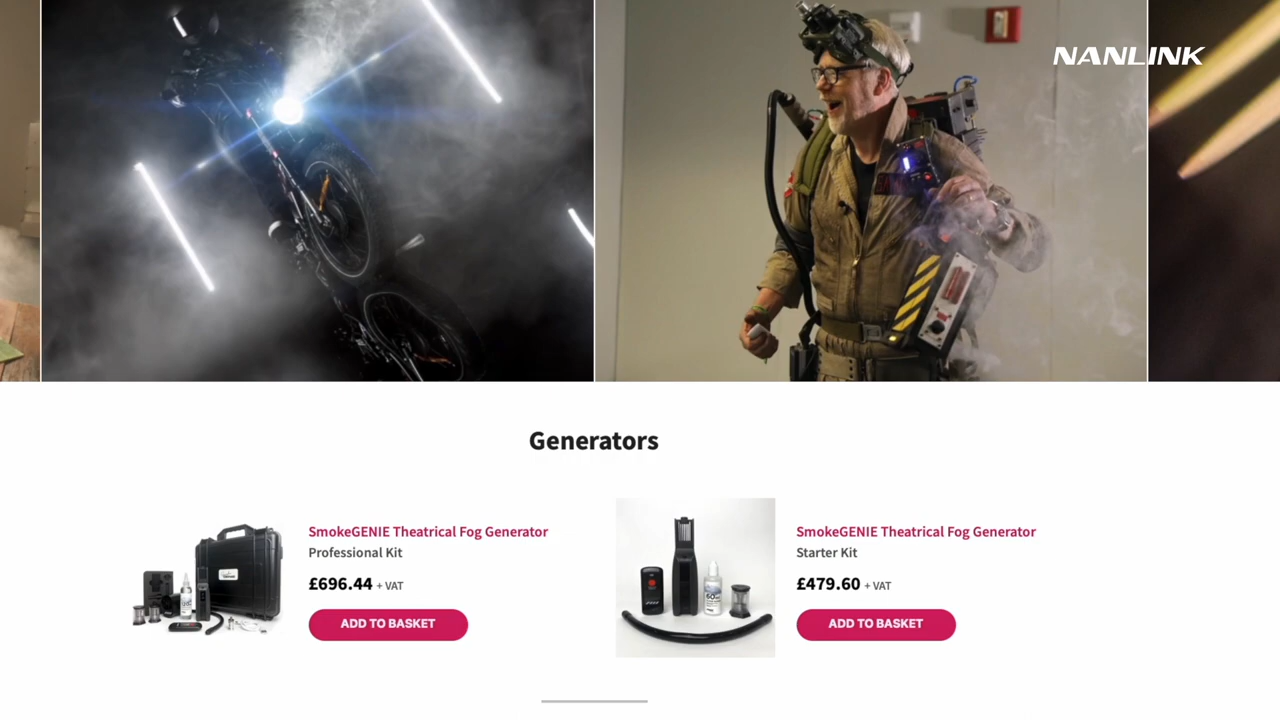 NANLINK
Generators
SmokeGENIE Theatrical Fog Generator
Professional Kit
£696.44 + VAT
ADD TO BASKET
SmokeGENIE Theatrical Fog Generator
Starter Kit
£479.60 + VAT
ADD TO BASKET